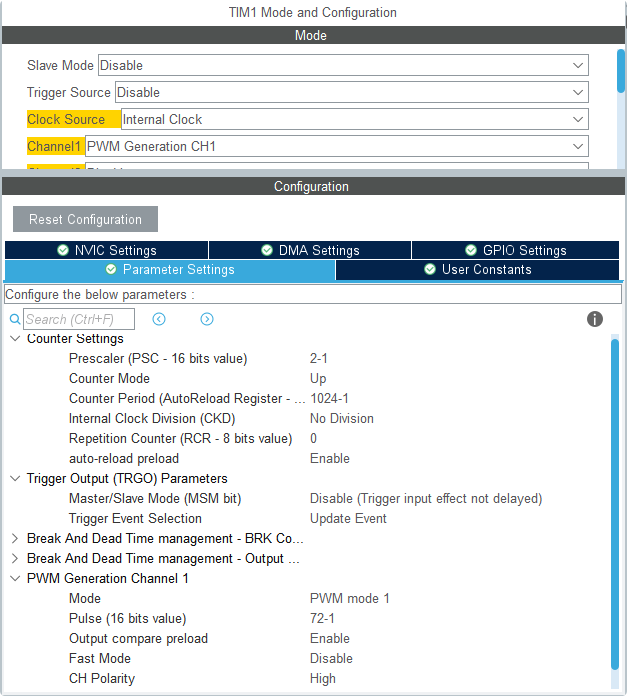 TIM1 Mode and Configuration
Mode
Slave Mode Disable
Trigger Source Disable
Clock Source Internal Clock
Channel1 PWM Generation CH1
Configuration
Reset Configuration
NVIC Settings DMA Settings GPIO Settings
Parameter Settings User Constants
Configure the below parameters :
Search (Ctrl+F)
Counter Settings
Prescaler (PSC - 16 bits value) 2-1
Counter Mode Up
Counter Period (AutoReload Register - ... 1024-1
Internal Clock Division (CKD) No Division
Repetition Counter (RCR - 8 bits value) 0
auto-reload preload Enable
Trigger Output (TRGO) Parameters
Master/Slave Mode (MSM bit) Disable (Trigger input effect not delayed)
Trigger Event Selection Update Event
Break And Dead Time management - BRK Co...
Break And Dead Time management - Output ...
PWM Generation Channel 1
Mode PWM mode 1
Pulse (16 bits value) 72-1
Output compare preload Enable
Fast Mode Disable
CH Polarity High